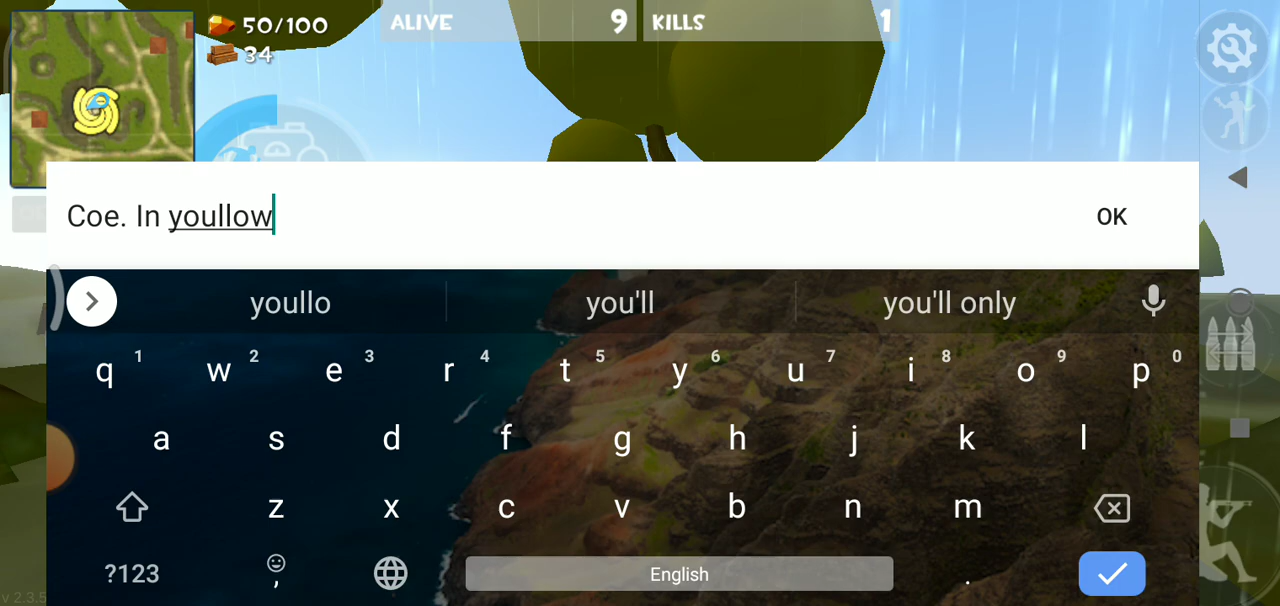 50/100
34
ALIVE 9 KILLS 1
Coe. In youllow
OK
youllo you'll you'll only
q 1 w 2 e 3 r 4 t 5 y 6 u 7 i 8 o 9 p 0
a s d f g h j k l
z x c v b n m
?123 , English .
v 2.3.5